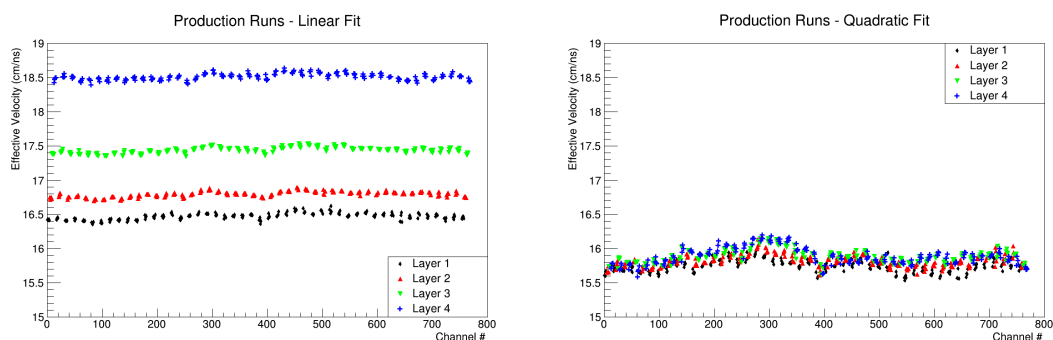 Production Runs - Linear Fit
Effective Velocity (cm/ns)
19
18.5
18
17.5
17
16.5
16
15.5
15
0 100 200 300 400 500 600 700 800
Channel #
Layer 1
Layer 2
Layer 3
Layer 4
Production Runs - Quadratic Fit
Effective Velocity (cm/ns)
19
18.5
18
17.5
17
16.5
16
15.5
15
0 100 200 300 400 500 600 700 800
Channel #
Layer 1
Layer 2
Layer 3
Layer 4